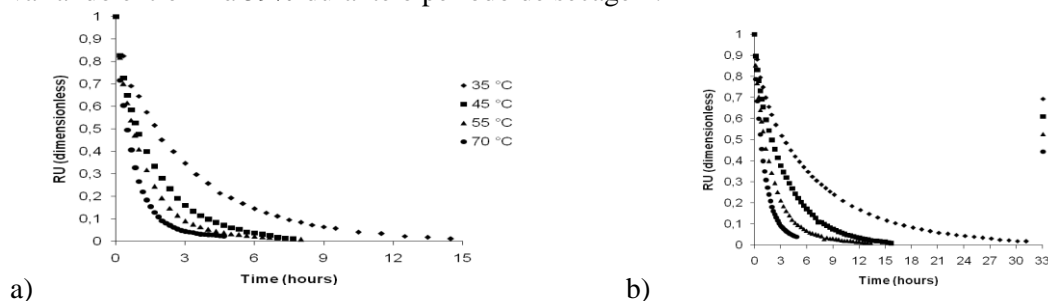 variando entre a durante o período de secagem.
1
0,9
0,8
0,7
0,6
0,5
0,4
0,3
0,2
0,1
0
RU (dimensionless)
0 3 6 9 12 15
Time (hours)
35 °C
45 °C
55 °C
70 °C
a)
1
0,9
0,8
0,7
0,6
0,5
0,4
0,3
0,2
0,1
0
RU (dimensionless)
0 3 6 9 12 15 18 21 24 27 30 33
Time (hours)
b)